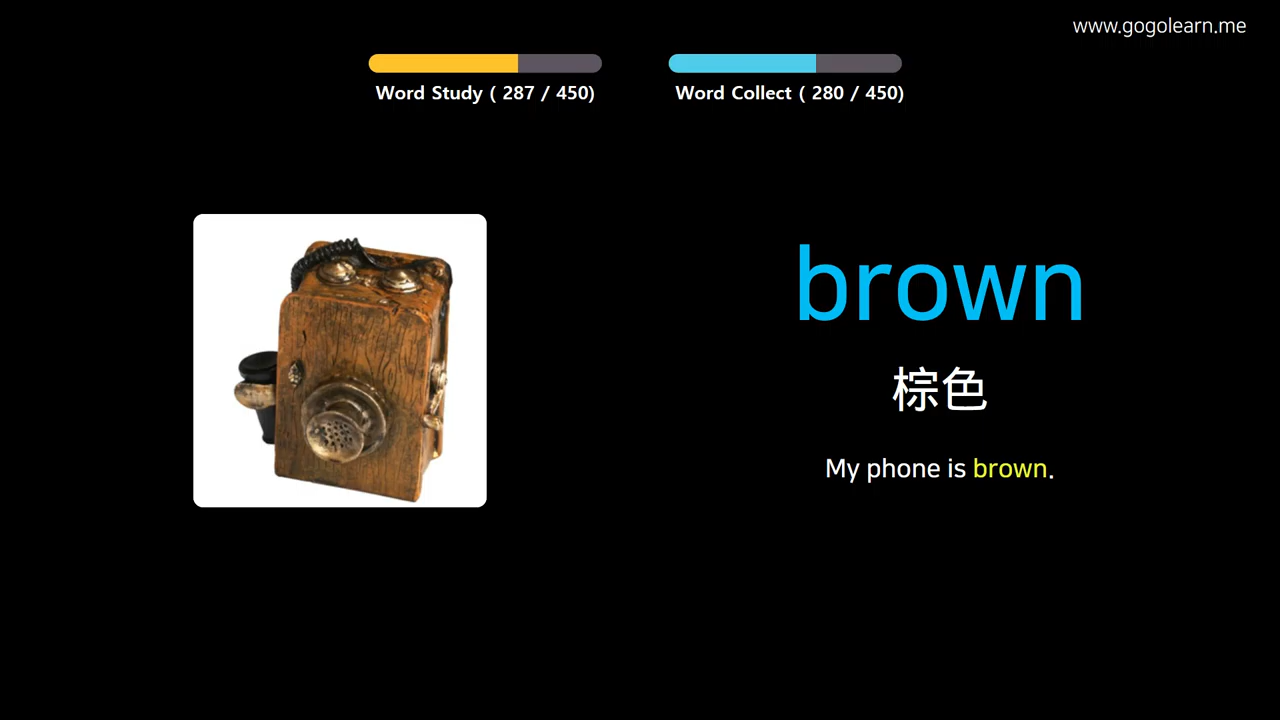 www.gogolearn.me
Word Study ( 287 / 450)
Word Collect ( 280 / 450)
brown
棕色
My phone is brown.